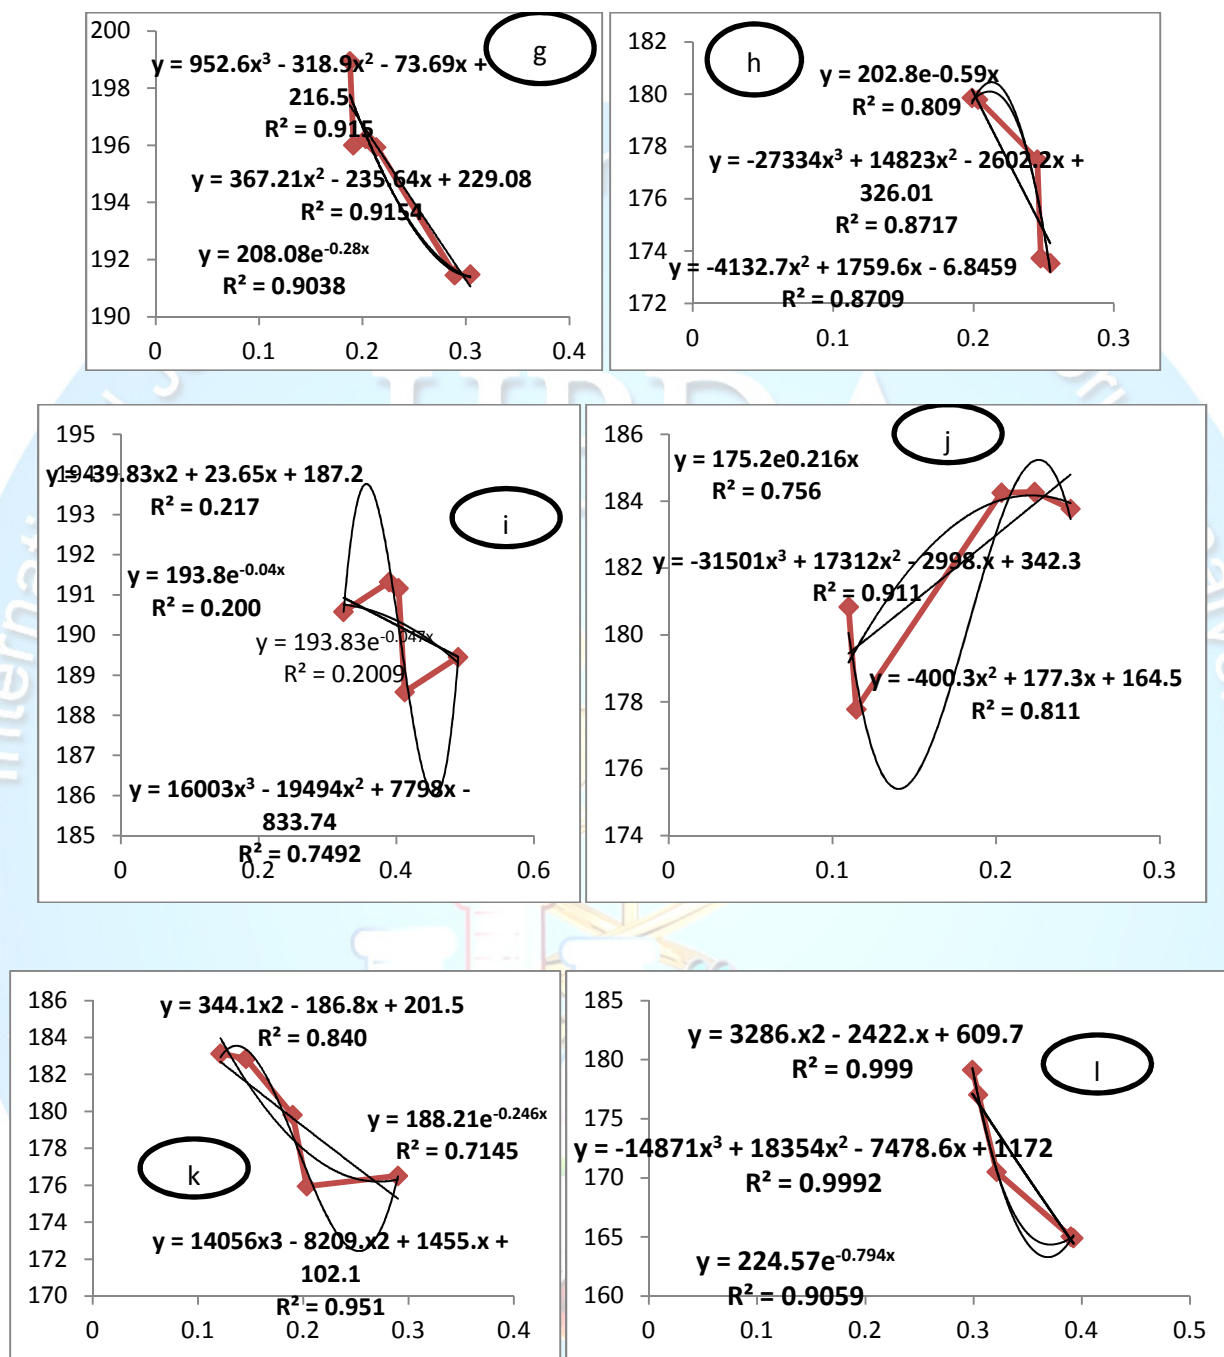 200
198
196
194
192
190
0
0.1
0.2
0.3
0.4
g
y = 952.6x³ - 318.9x² - 73.69x +
216.5
R² = 0.915
y = 367.21x² - 235.64x + 229.08
R² = 0.9154
y = 208.08e^-0.28x
R² = 0.9038
182
180
178
176
174
172
0
0.1
0.2
0.3
h
y = 202.8e-0.59x
R² = 0.809
y = -27334x³ + 14823x² - 2602.2x +
326.01
R² = 0.8717
y = -4132.7x² + 1759.6x - 6.8459
R² = 0.8709
195
194
193
192
191
190
189
188
187
186
185
0
0.2
0.4
0.6
i
y = -39.83x2 + 23.65x + 187.2
R² = 0.217
y = 193.8e^-0.04x
R² = 0.200
y = 193.83e^-0.047x
R² = 0.2009
y = 16003x³ - 19494x² + 7798x -
833.74
R² = 0.7492
186
184
182
180
178
176
174
0
0.1
0.2
0.3
j
y = 175.2e0.216x
R² = 0.756
y = -31501x³ + 17312x² - 2998.x + 342.3
R² = 0.911
y = -400.3x² + 177.3x + 164.5
R² = 0.811
186
184
182
180
178
176
174
172
170
0
0.1
0.2
0.3
0.4
k
y = 344.1x2 - 186.8x + 201.5
R² = 0.840
y = 188.21e^-0.246x
R² = 0.7145
y = 14056x3 - 8209.x2 + 1455.x +
102.1
R² = 0.951
185
180
175
170
165
160
0
0.1
0.2
0.3
0.4
0.5
l
y = 3286.x2 - 2422.x + 609.7
R² = 0.999
y = -14871x³ + 18354x² - 7478.6x + 1172
R² = 0.9992
y = 224.57e^-0.794x
R² = 0.9059